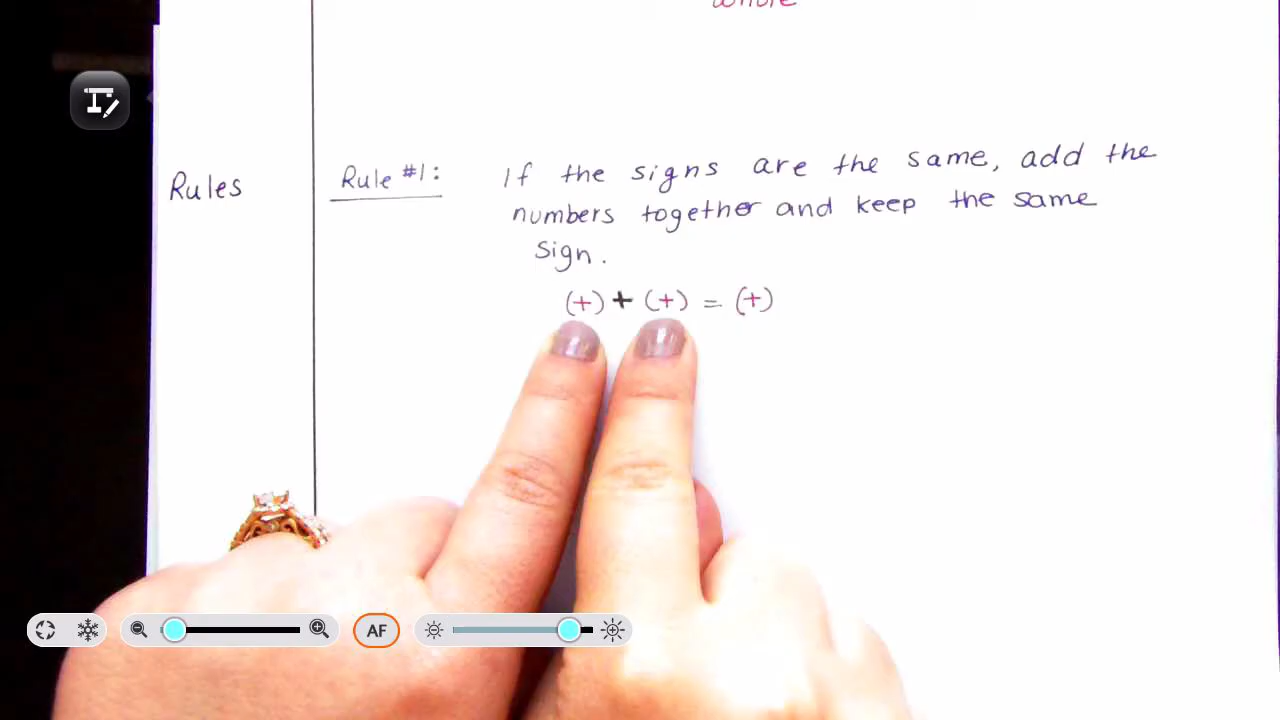 whole
Rules
Rule #1:
If the signs are the same, add the
numbers together and keep the same
sign.
(+) + (+) = (+)
AF